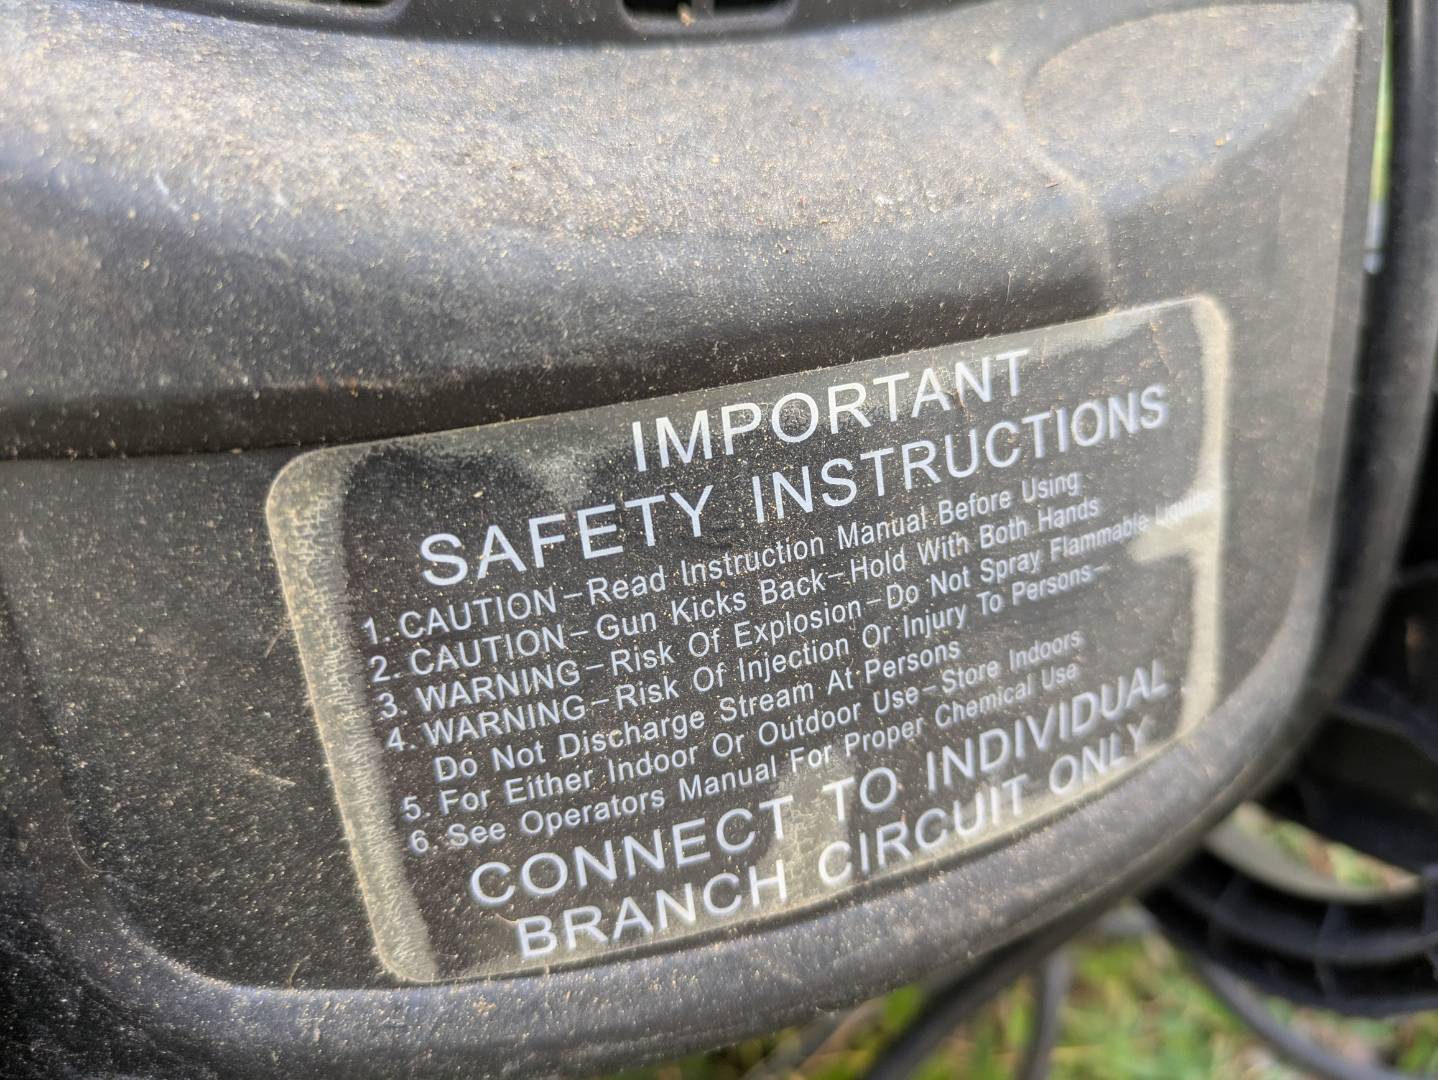 IMPORTANT
SAFETY INSTRUCTIONS
1. CAUTION–Read Instruction Manual Before Using
2. CAUTION–Gun Kicks Back–Hold With Both Hands
3. WARNING–Risk Of Explosion–Do Not Spray Flammable Liquids
4. WARNING–Risk Of Injection Or Injury To Persons–
Do Not Discharge Stream At Persons
5. For Either Indoor Or Outdoor Use–Store Indoors
6. See Operators Manual For Proper Chemical Use
CONNECT TO INDIVIDUAL
BRANCH CIRCUIT ONLY